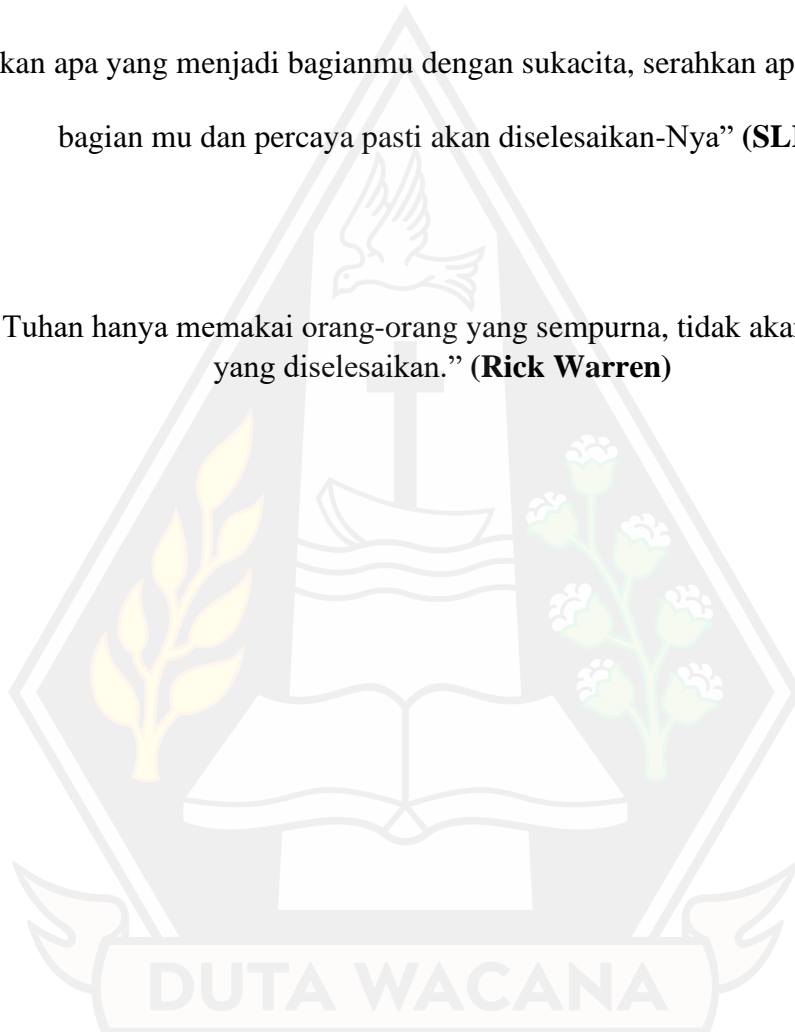 kan apa yang menjadi bagianmu dengan sukacita, serahkan ap
bagian mu dan percaya pasti akan diselesaikan-Nya” (SL
Tuhan hanya memakai orang-orang yang sempurna, tidak aka
yang diselesaikan.” (Rick Warren)
DUTA WACANA